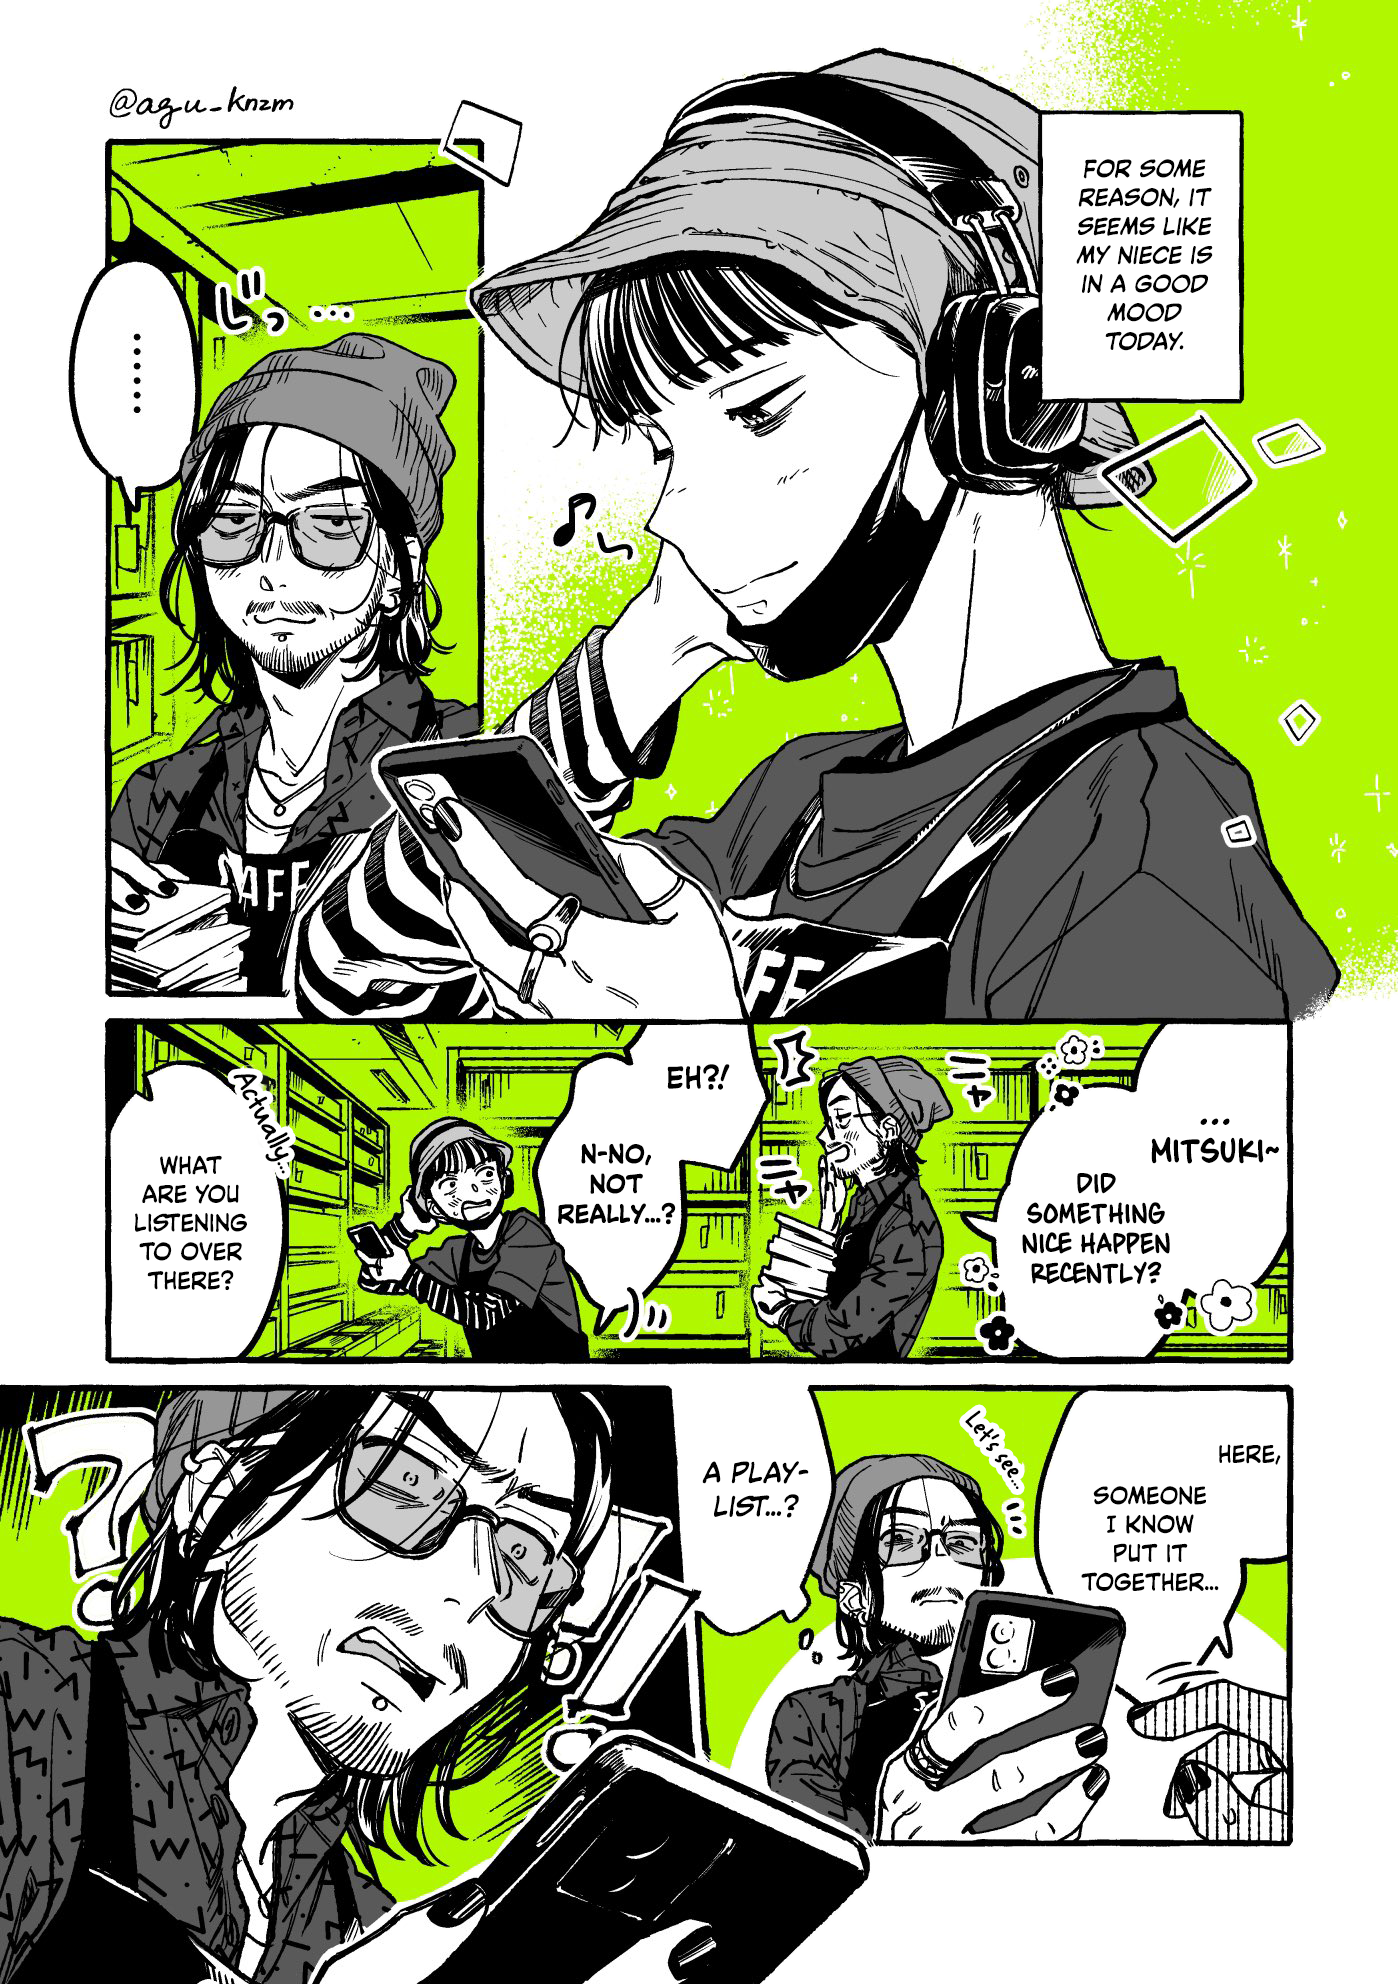 @agu_knzm
FOR SOME
REASON, IT
SEEMS LIKE
MY NIECE IS
IN A GOOD
MOOD
TODAY.
♪
じっ…
......
AFF
AFF
...
MITSUKI~
DID
SOMETHING
NICE HAPPEN
RECENTLY?
ニヤ
ニヤ
EH?!
N-NO,
NOT
REALLY...?
Actually...
WHAT
ARE YOU
LISTENING
TO OVER
THERE?
HERE,
SOMEONE
I KNOW
PUT IT
TOGETHER...
Let's see...
A PLAY-
LIST...?
?
!!